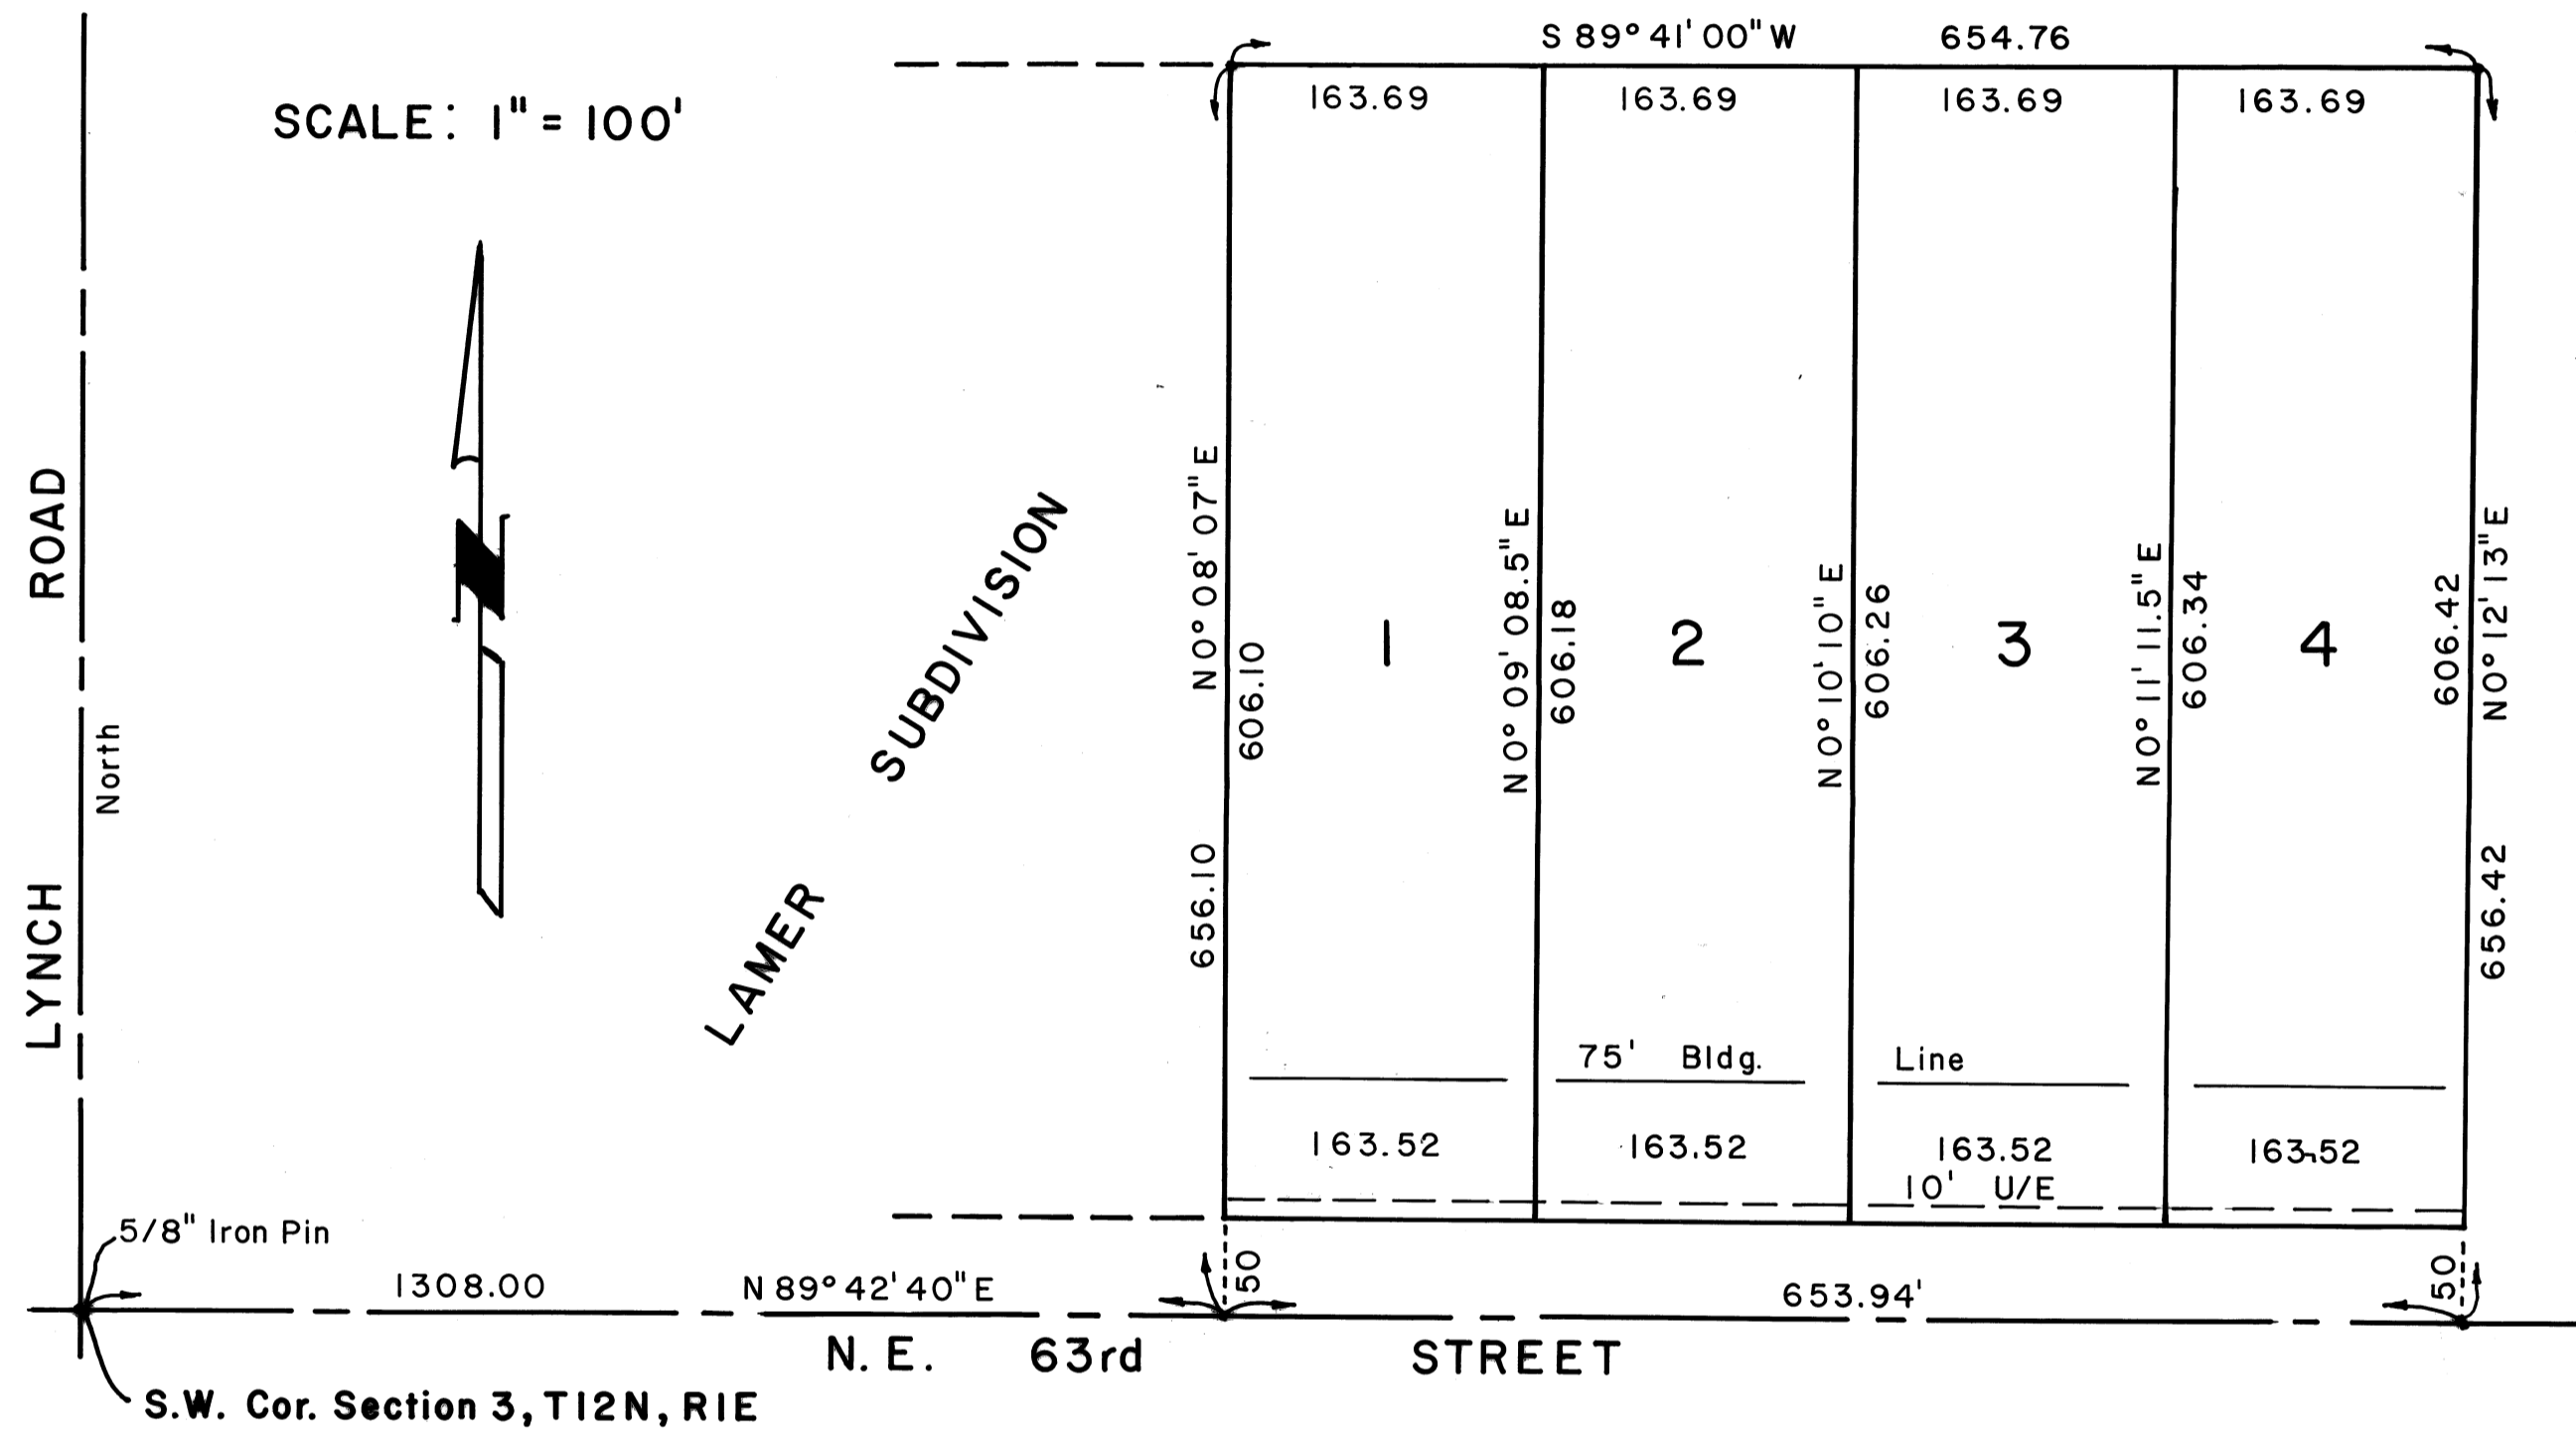 S 89° 41' 00" W 654.76
163.69 163.69 163.69 163.69
SCALE: 1" = 100'
N
LYNCH ROAD
North
LAMER SUBDIVISION
N 0° 08' 07" E
656.10
606.10
1
N 0° 09' 08.5" E
606.18
2
N 0° 10' 10" E
606.26
3
N 0° 11' 11.5" E
606.34
4
606.42
N 0° 12' 13" E
656.42
75' Bldg. Line
163.52 163.52 163.52 163.52
10' U/E
5/8" Iron Pin
50 50
1308.00 N 89° 42' 40" E 653.94'
N. E. 63rd STREET
S.W. Cor. Section 3, T12N, R1E